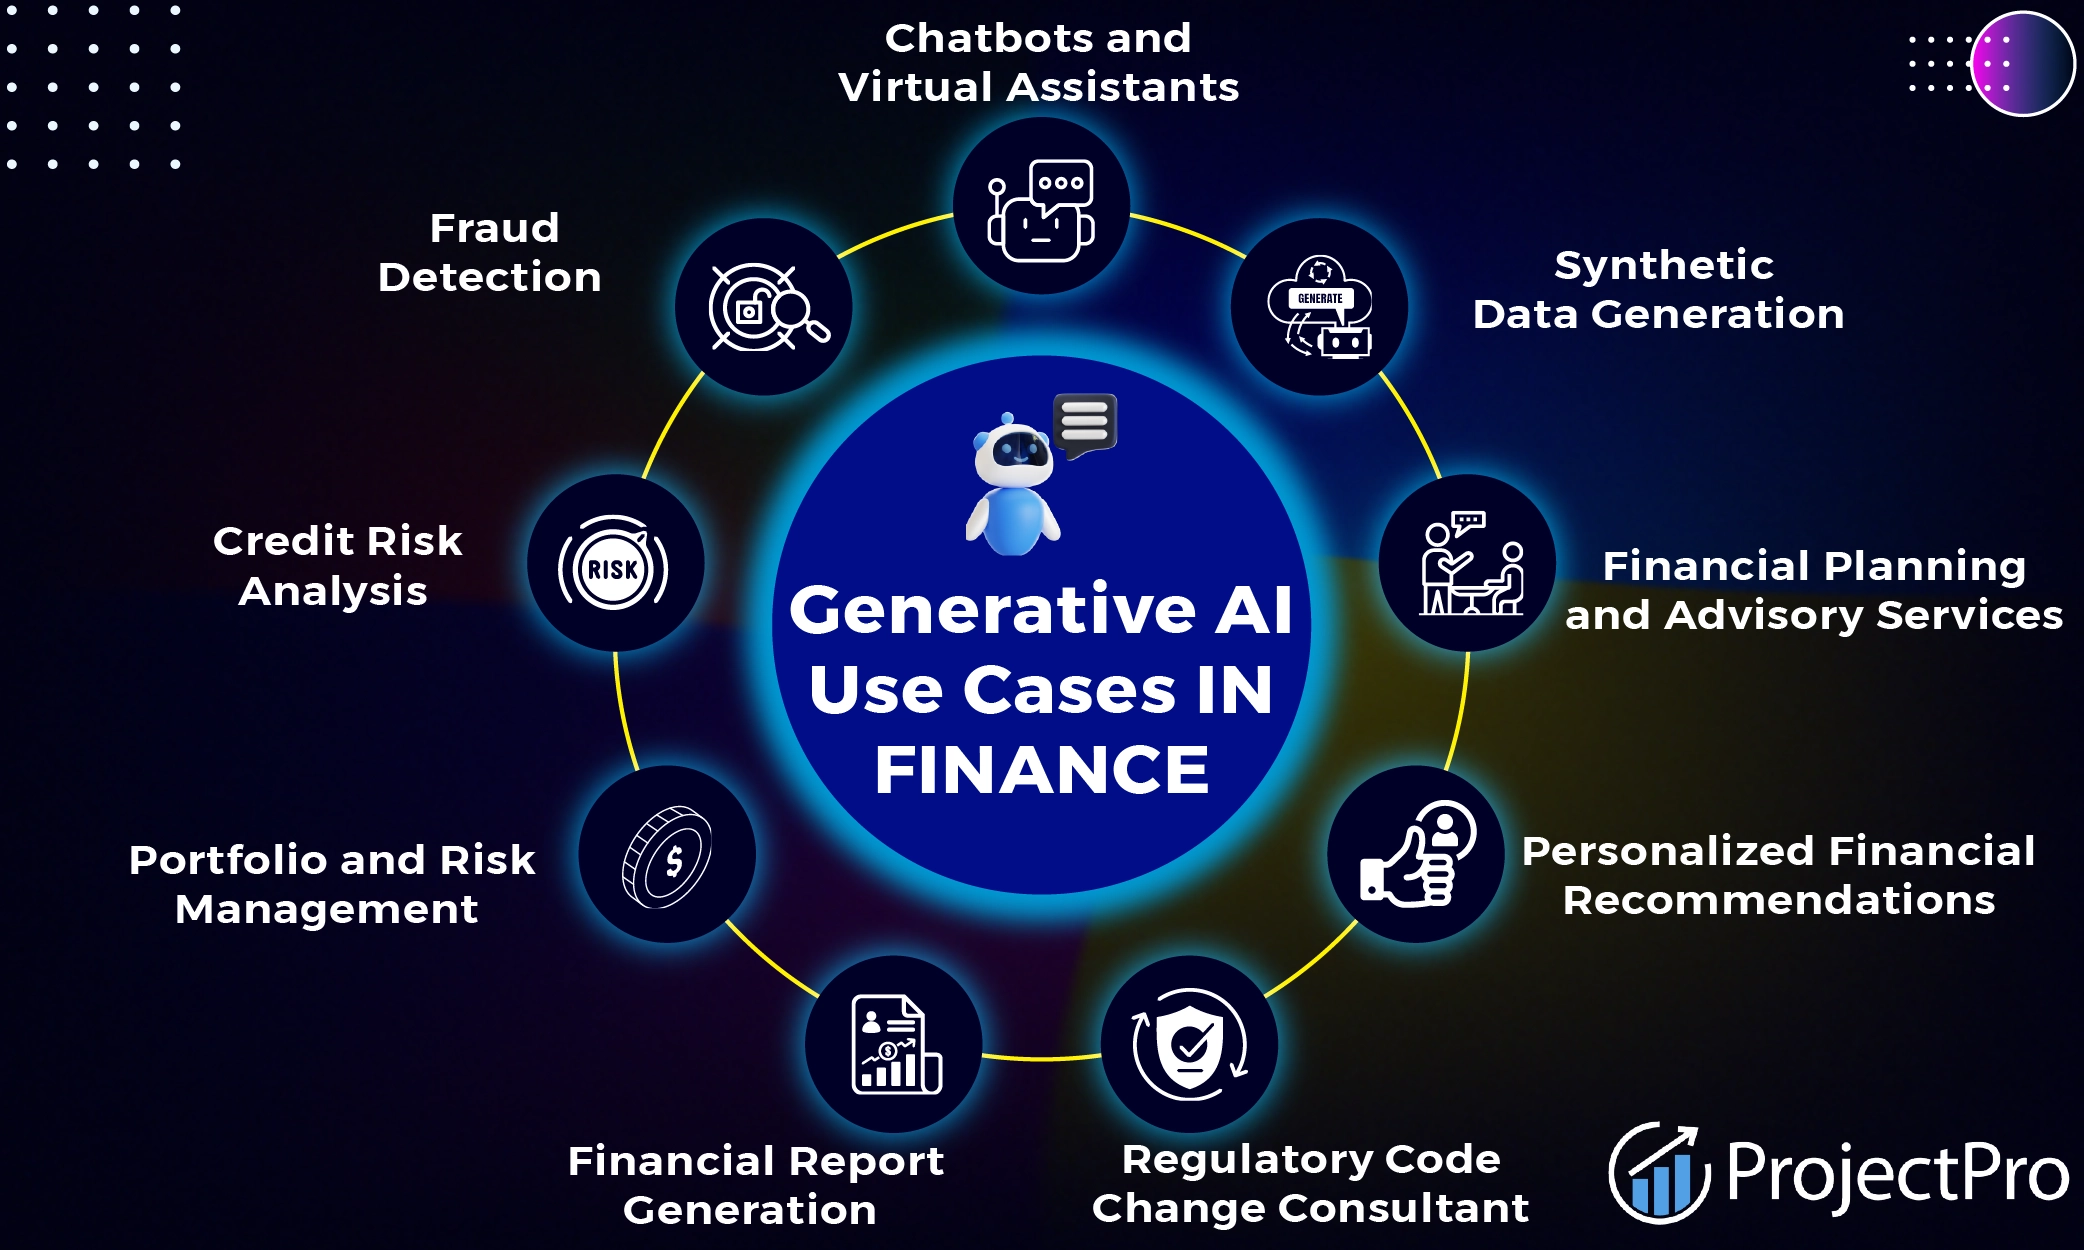 Chatbots and
Virtual Assistants
Fraud
Detection
Synthetic
Data Generation
GENERATE
Credit Risk
Analysis
RISK
Generative AI
Use Cases IN
FINANCE
Financial Planning
and Advisory Services
Portfolio and Risk
Management
$
Personalized Financial
Recommendations
$
Financial Report
Generation
Regulatory Code
Change Consultant
ProjectPro